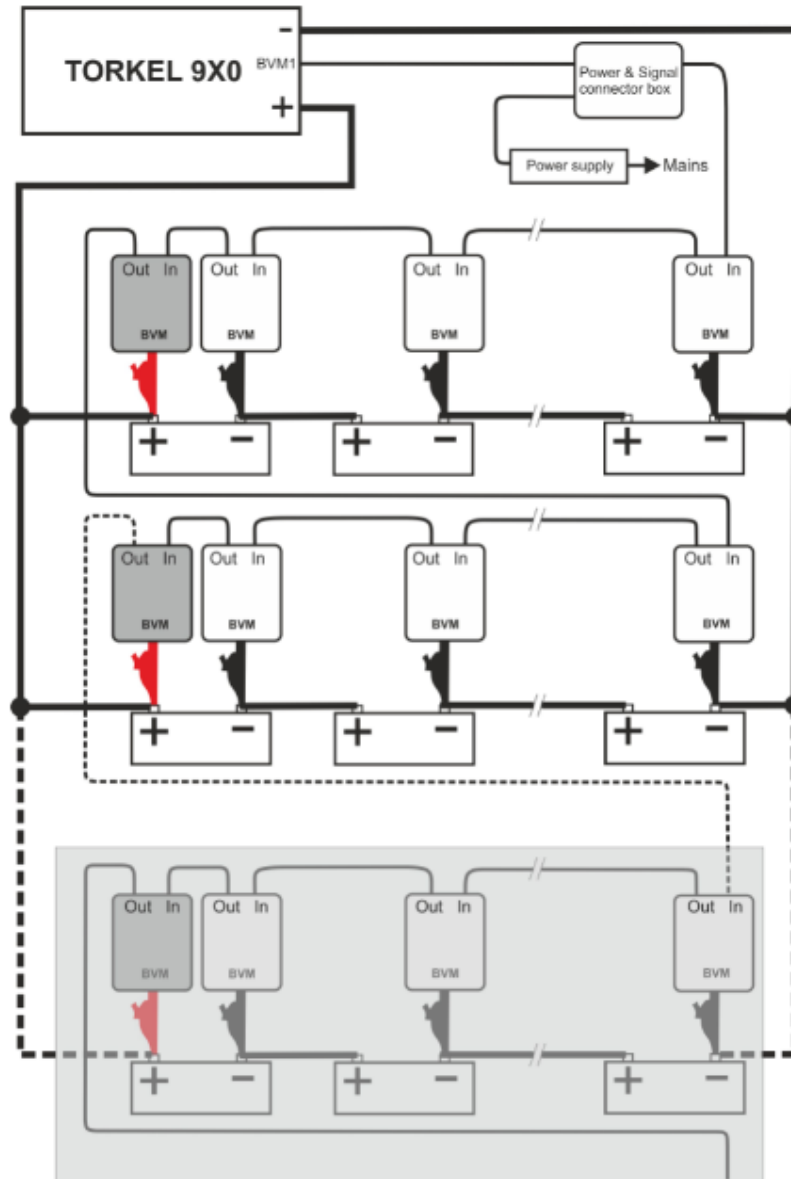 -
TORKEL 9X0
BVM1
+
Power & Signal
connector box
Power supply
Mains
Out In
Out In
Out In
Out In
BVM
BVM
BVM
BVM
+ -
+ -
+ -
Out In
Out In
Out In
Out In
BVM
BVM
BVM
BVM
+ -
+ -
+ -
Out In
Out In
Out In
Out In
BVM
BVM
BVM
BVM
+ -
+ -
+ -